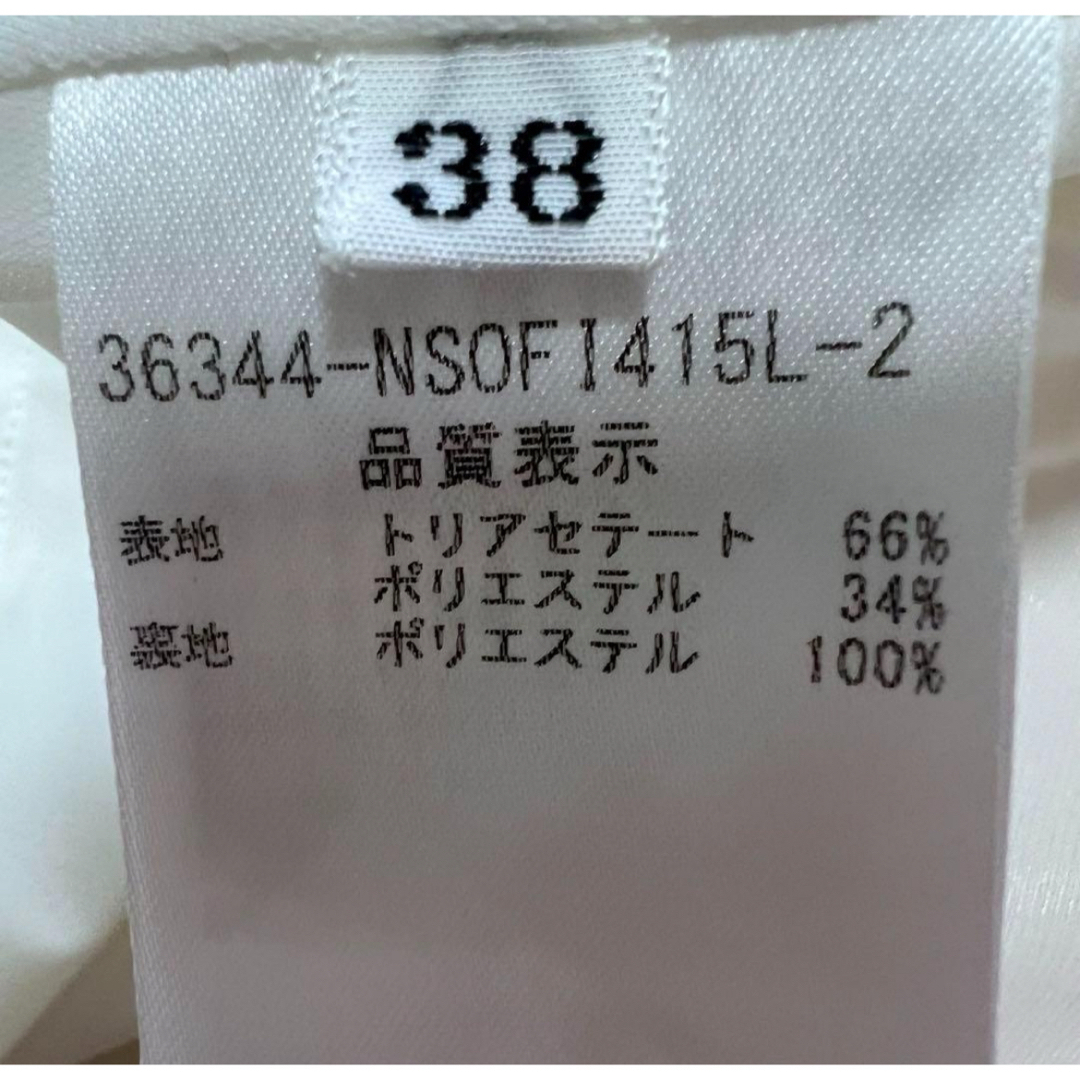 38
36344-NSOFI415L-2
品質表示
表地 トリアセテート 66%
ポリエステル 34%
裏地 ポリエステル 100%